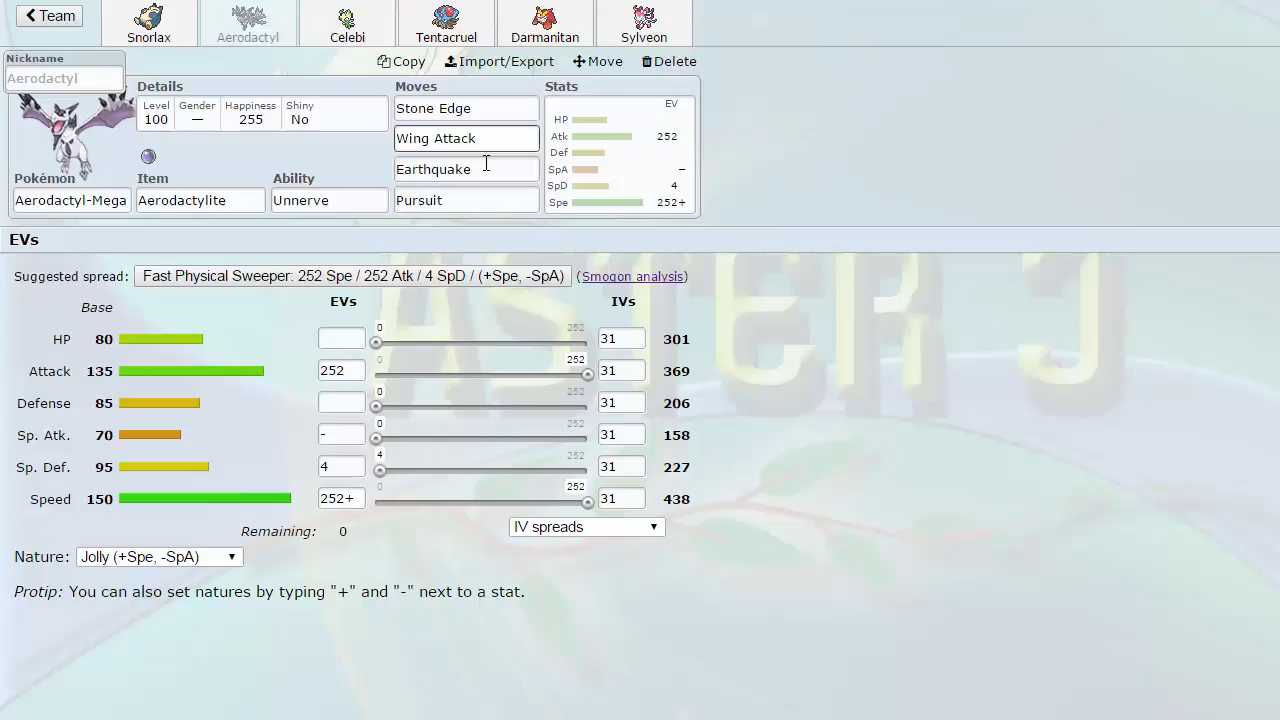 Team
Snorlax
Aerodactyl
Celebi
Tentacruel
Darmanitan
Sylveon
Nickname
Aerodactyl
Copy
Import/Export
Move
Delete
Details
Level
100
Gender
—
Happiness
255
Shiny
No
Pokémon
Aerodactyl-Mega
Item
Aerodactylite
Ability
Unnerve
Moves
Stone Edge
Wing Attack
Earthquake
Pursuit
Stats
EV
HP
Atk 252
Def
SpA –
SpD 4
Spe 252+
EVs
Suggested spread: Fast Physical Sweeper: 252 Spe / 252 Atk / 4 SpD / (+Spe, -SpA) (Smogon analysis)
Base EVs IVs
HP 80 0 252 31 301
Attack 135 252 0 252 31 369
Defense 85 0 252 31 206
Sp. Atk. 70 - 0 252 31 158
Sp. Def. 95 4 4 252 31 227
Speed 150 252+ 0 252 31 438
Remaining: 0
IV spreads
Nature: Jolly (+Spe, -SpA)
Protip: You can also set natures by typing "+" and "-" next to a stat.
ASTER J